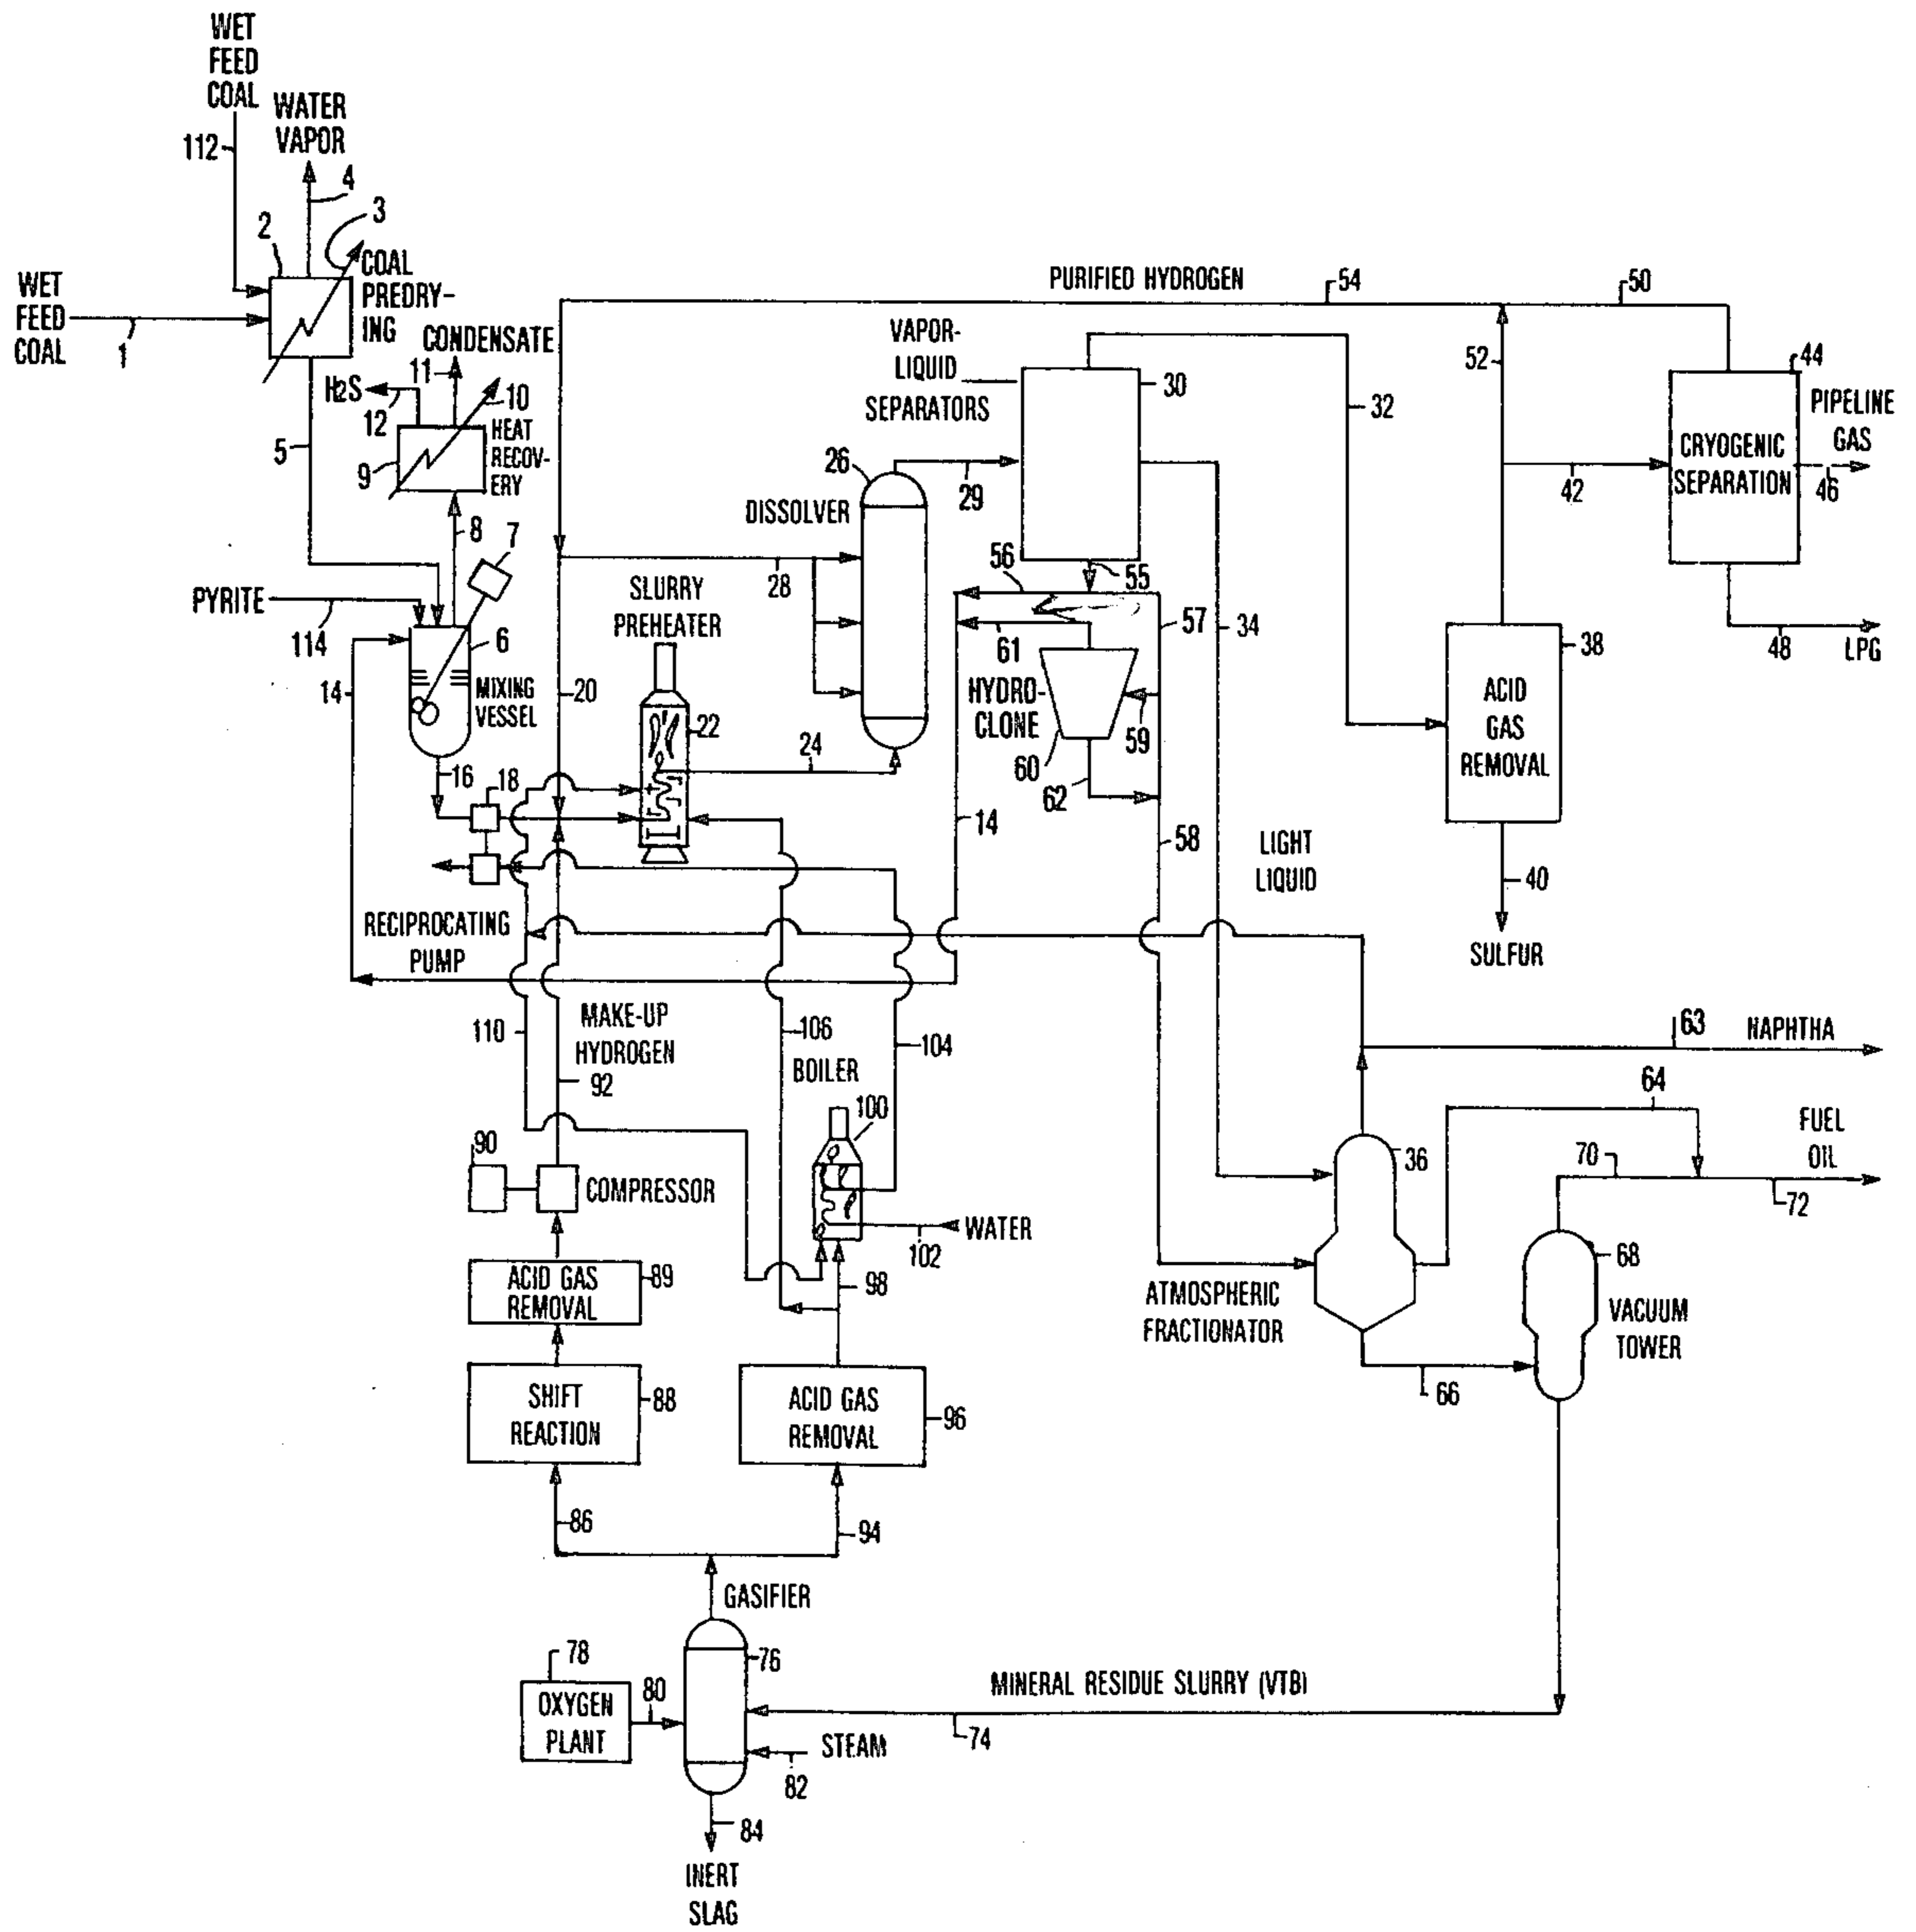 WET
FEED
COAL
WATER
VAPOR
112
4
3
2
COAL
PREDRY-
ING
WET
FEED
COAL
1
CONDENSATE
11
H2S
12
10
HEAT
RECOV-
ERY
9
5
8
7
PYRITE
114
6
MIXING
VESSEL
14
16
18
20
SLURRY
PREHEATER
22
24
PURIFIED HYDROGEN
54
50
VAPOR-
LIQUID
SEPARATORS
30
32
52
44
PIPELINE
GAS
CRYOGENIC
SEPARATION
42
46
48
LPG
26
DISSOLVER
29
28
56
55
57
34
61
HYDRO-
CLONE
59
60
62
14
58
38
ACID
GAS
REMOVAL
40
SULFUR
LIGHT
LIQUID
RECIPROCATING
PUMP
110
MAKE-UP
HYDROGEN
92
106
104
BOILER
100
63
NAPHTHA
64
FUEL
OIL
70
72
36
90
COMPRESSOR
WATER
102
98
ACID GAS
REMOVAL
89
ATMOSPHERIC
FRACTIONATOR
68
VACUUM
TOWER
66
SHIFT
REACTION
88
ACID GAS
REMOVAL
96
86
94
GASIFIER
78
OXYGEN
PLANT
80
76
MINERAL RESIDUE SLURRY (VTB)
74
STEAM
82
84
INERT
SLAG